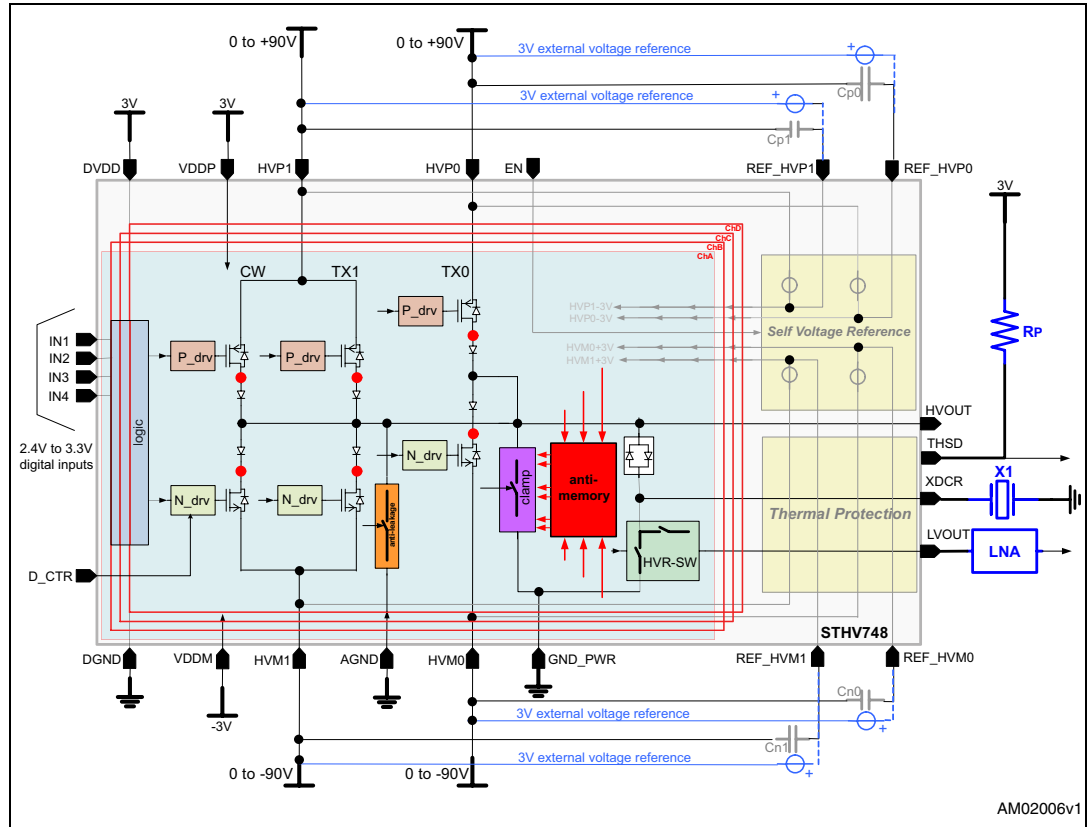 0 to +90V
0 to +90V
3V external voltage reference
+
Cp0
3V
3V
3V external voltage reference
+
Cp1
DVDD
VDDP
HVP1
HVP0
EN
REF_HVP1
REF_HVP0
3V
ChD
ChC
ChB
ChA
CW
TX1
TX0
P_drv
HVP1-3V
HVP0-3V
Self Voltage Reference
HVM0+3V
HVM1+3V
RP
IN1
IN2
IN3
IN4
P_drv
P_drv
logic
2.4V to 3.3V
digital inputs
HVOUT
THSD
N_drv
clamp
anti-
memory
X1
XDCR
N_drv
N_drv
anti-leakage
Thermal Protection
HVR-SW
LVOUT
LNA
D_CTR
STHV748
DGND
VDDM
HVM1
AGND
HVM0
GND_PWR
REF_HVM1
REF_HVM0
-3V
Cn0
3V external voltage reference
+
Cn1
3V external voltage reference
+
0 to -90V
0 to -90V
AM02006v1